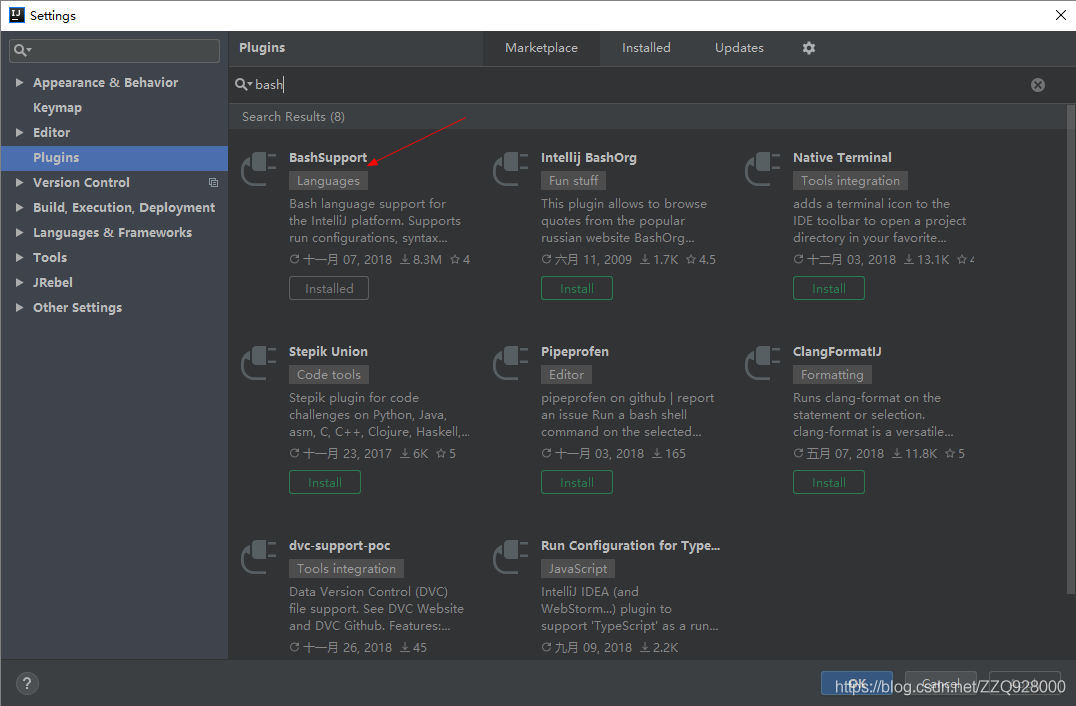 IJ
Settings
Plugins
Marketplace
Installed
Updates
Appearance & Behavior
Keymap
Editor
Plugins
Version Control
Build, Execution, Deployment
Languages & Frameworks
Tools
JRebel
Other Settings
bash
Search Results (8)
BashSupport
Languages
Bash language support for
the IntelliJ platform. Supports
run configurations, syntax...
十一月 07, 2018 8.3M 4
Installed
Intellij BashOrg
Fun stuff
This plugin allows to browse
quotes from the popular
russian website BashOrg...
六月 11, 2009 1.7K 4.5
Install
Native Terminal
Tools integration
adds a terminal icon to the
IDE toolbar to open a project
directory in your favorite...
十二月 03, 2018 13.1K 4
Install
Stepik Union
Code tools
Stepik plugin for code
challenges on Python, Java,
asm, C, C++, Clojure, Haskell,...
十一月 23, 2017 6K 5
Install
Pipeprofen
Editor
pipeprofen on github | report
an issue Run a bash shell
command on the selected...
十一月 03, 2018 165
Install
ClangFormatIJ
Formatting
Runs clang-format on the
statement or selection.
clang-format is a versatile...
五月 07, 2018 11.8K 5
Install
dvc-support-poc
Tools integration
Data Version Control (DVC)
file support. See DVC Website
and DVC Github. Features:...
十一月 26, 2018 45
Run Configuration for Type...
JavaScript
IntelliJ IDEA (and
WebStorm...) plugin to
support 'TypeScript' as a run...
九月 09, 2018 2.2K
?
OK
Cancel
https://blog.csdn.net/ZZQ928000